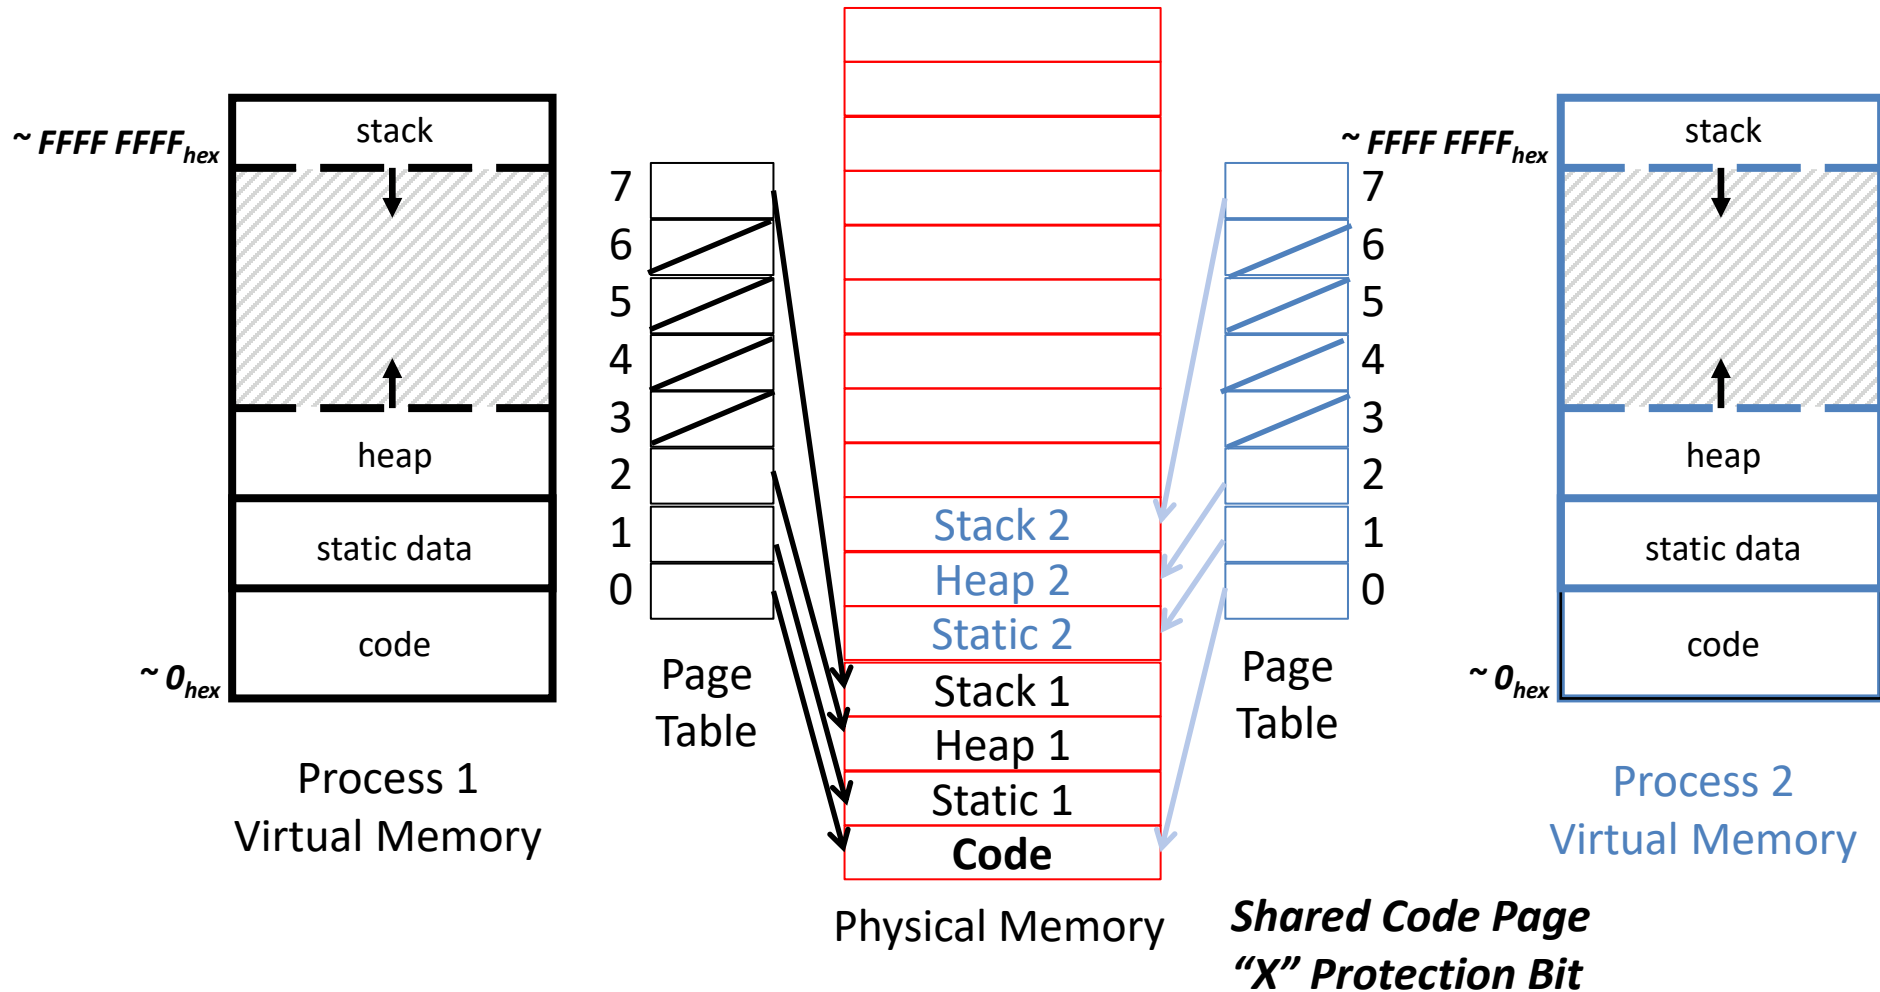 ~ FFFF FFFFhex
stack
heap
static data
code
~ 0hex
Process 1
Virtual Memory
7
6
5
4
3
2
1
0
Page
Table
Stack 2
Heap 2
Static 2
Stack 1
Heap 1
Static 1
Code
Physical Memory
7
6
5
4
3
2
1
0
Page
Table
~ FFFF FFFFhex
stack
heap
static data
code
~ 0hex
Process 2
Virtual Memory
Shared Code Page
“X” Protection Bit